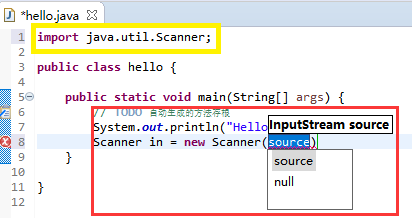 *hello.java
1 import java.util.Scanner;
2
3 public class hello {
4
5 public static void main(String[] args) {
6 // TODO 自动生成的方法存根
7 System.out.println("Hello
InputStream source
8 Scanner in = new Scanner(source)
source
9 }
null
10
11 }
12